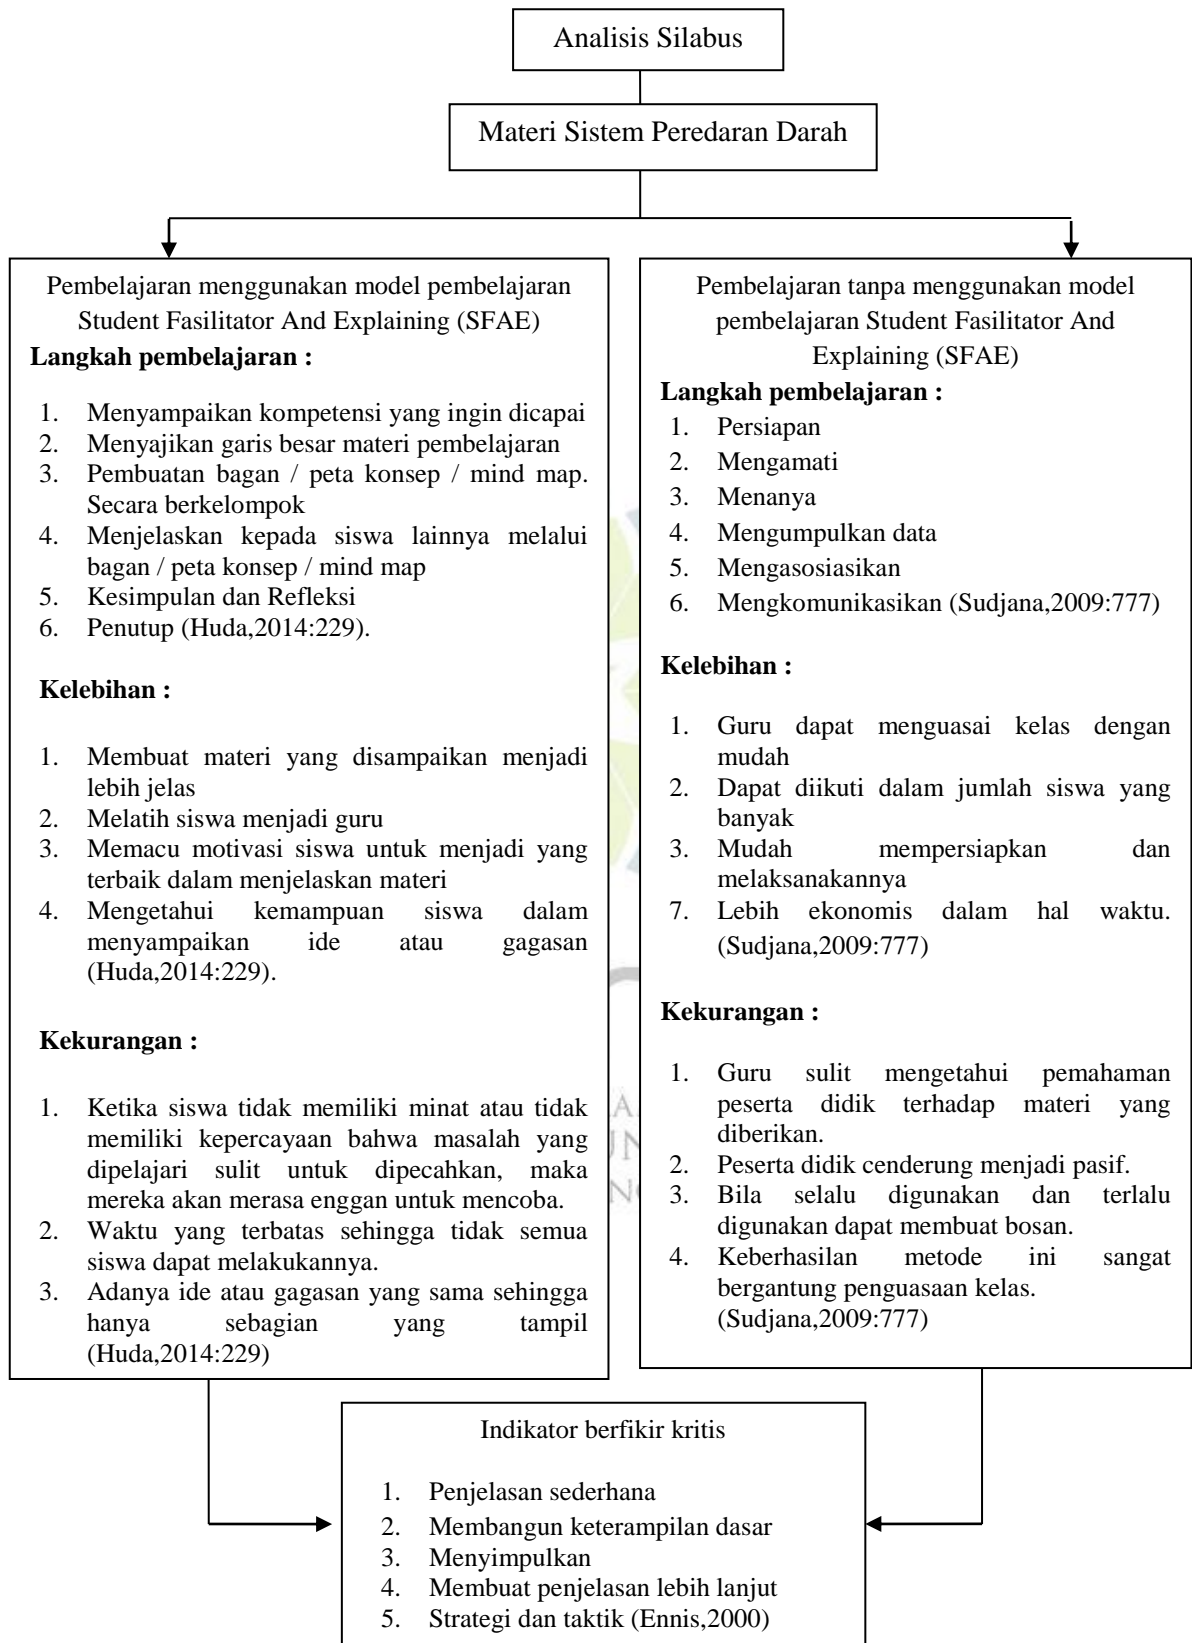 Analisis Silabus
Materi Sistem Peredaran Darah
Pembelajaran menggunakan model pembelajaran
Student Fasilitator And Explaining (SFAE)
Langkah pembelajaran :
1. Menyampaikan kompetensi yang ingin dicapai
2. Menyajikan garis besar materi pembelajaran
3. Pembuatan bagan / peta konsep / mind map.
Secara berkelompok
4. Menjelaskan kepada siswa lainnya melalui
bagan / peta konsep / mind map
5. Kesimpulan dan Refleksi
6. Penutup (Huda,2014:229).
Kelebihan :
1. Membuat materi yang disampaikan menjadi
lebih jelas
2. Melatih siswa menjadi guru
3. Memacu motivasi siswa untuk menjadi yang
terbaik dalam menjelaskan materi
4. Mengetahui kemampuan siswa dalam
menyampaikan ide atau gagasan
(Huda,2014:229).
Kekurangan :
1. Ketika siswa tidak memiliki minat atau tidak
memiliki kepercayaan bahwa masalah yang
dipelajari sulit untuk dipecahkan, maka
mereka akan merasa enggan untuk mencoba.
2. Waktu yang terbatas sehingga tidak semua
siswa dapat melakukannya.
3. Adanya ide atau gagasan yang sama sehingga
hanya sebagian yang tampil
(Huda,2014:229)
Pembelajaran tanpa menggunakan model
pembelajaran Student Fasilitator And
Explaining (SFAE)
Langkah pembelajaran :
1. Persiapan
2. Mengamati
3. Menanya
4. Mengumpulkan data
5. Mengasosiasikan
6. Mengkomunikasikan (Sudjana,2009:777)
Kelebihan :
1. Guru dapat menguasai kelas dengan
mudah
2. Dapat diikuti dalam jumlah siswa yang
banyak
3. Mudah mempersiapkan dan
melaksanakannya
7. Lebih ekonomis dalam hal waktu.
(Sudjana,2009:777)
Kekurangan :
1. Guru sulit mengetahui pemahaman
peserta didik terhadap materi yang
diberikan.
2. Peserta didik cenderung menjadi pasif.
3. Bila selalu digunakan dan terlalu
digunakan dapat membuat bosan.
4. Keberhasilan metode ini sangat
bergantung penguasaan kelas.
(Sudjana,2009:777)
Indikator berfikir kritis
1. Penjelasan sederhana
2. Membangun keterampilan dasar
3. Menyimpulkan
4. Membuat penjelasan lebih lanjut
5. Strategi dan taktik (Ennis,2000)